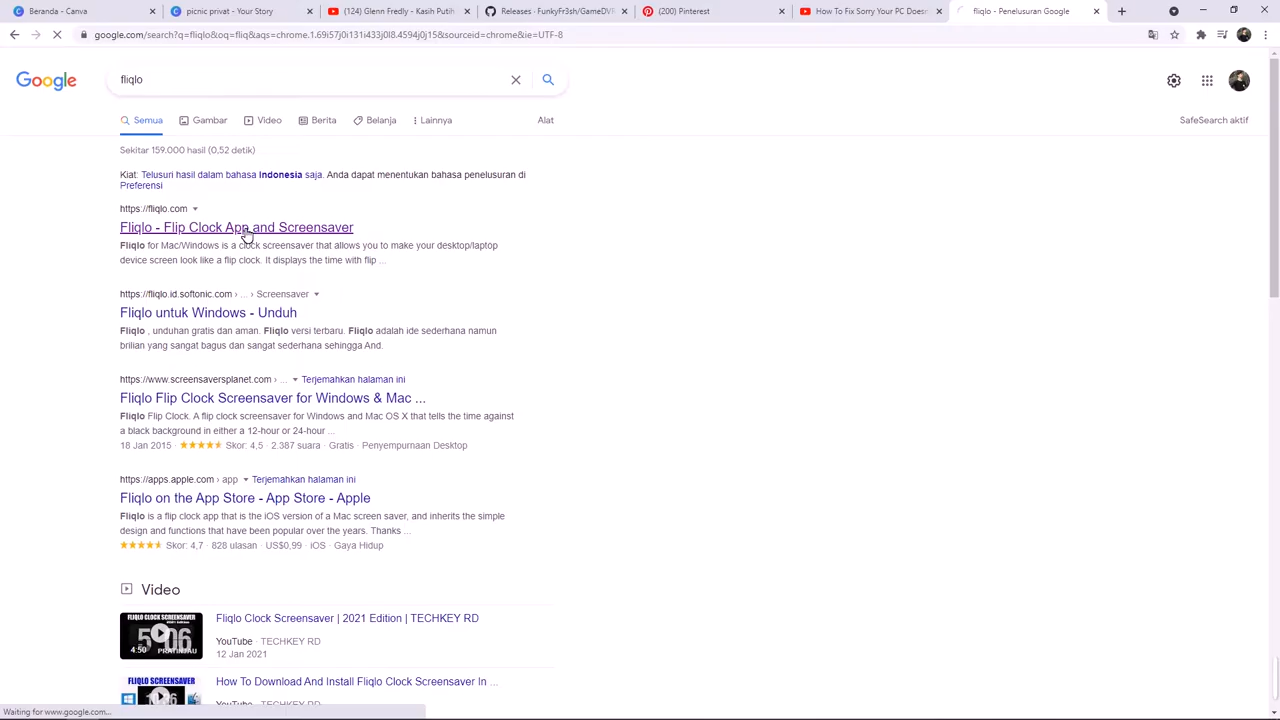 Beranda - Canva
picnic privat - Your Story
(124) Glenn Fredly - Kasih Putih
Releases · FunkyFr3sh/GameDVR
(200) Pinterest
How To Fix Sorry Your PC Doesn
fliqlo - Penelusuran Google
google.com/search?q=fliqlo&oq=fliq&aqs=chrome.1.69i57j0i131i433j0l8.4594j0j15&sourceid=chrome&ie=UTF-8
Google
fliqlo
Semua
Gambar
Video
Berita
Belanja
Lainnya
Alat
SafeSearch aktif
Sekitar 159.000 hasil (0,52 detik)
Kiat: Telusuri hasil dalam bahasa Indonesia saja. Anda dapat menentukan bahasa penelusuran di
Preferensi
https://fliqlo.com
Fliqlo - Flip Clock App and Screensaver
Fliqlo for Mac/Windows is a clock screensaver that allows you to make your desktop/laptop
device screen look like a flip clock. It displays the time with flip ...
https://fliqlo.id.softonic.com › ... › Screensaver
Fliqlo untuk Windows - Unduh
Fliqlo , unduhan gratis dan aman. Fliqlo versi terbaru. Fliqlo adalah ide sederhana namun
brilian yang sangat bagus dan sangat sederhana sehingga And.
https://www.screensaversplanet.com › ... Terjemahkan halaman ini
Fliqlo Flip Clock Screensaver for Windows & Mac ...
Fliqlo Flip Clock. A flip clock screensaver for Windows and Mac OS X that tells the time against
a black background in either a 12-hour or 24-hour ...
18 Jan 2015 · Skor: 4,5 · 2.387 suara · Gratis · Penyempurnaan Desktop
https://apps.apple.com › app Terjemahkan halaman ini
Fliqlo on the App Store - App Store - Apple
Fliqlo is a flip clock app that is the iOS version of a Mac screen saver, and inherits the simple
design and functions that have been popular over the years. Thanks ...
Skor: 4,7 · 828 ulasan · US$0,99 · iOS · Gaya Hidup
Video
FLIQLO CLOCK SCREENSAVER
5 06
PRATINJAU
4:50
Fliqlo Clock Screensaver | 2021 Edition | TECHKEY RD
YouTube · TECHKEY RD
12 Jan 2021
FLIQLO SCREENSAVER
How To Download And Install Fliqlo Clock Screensaver In ...
Waiting for www.google.com...